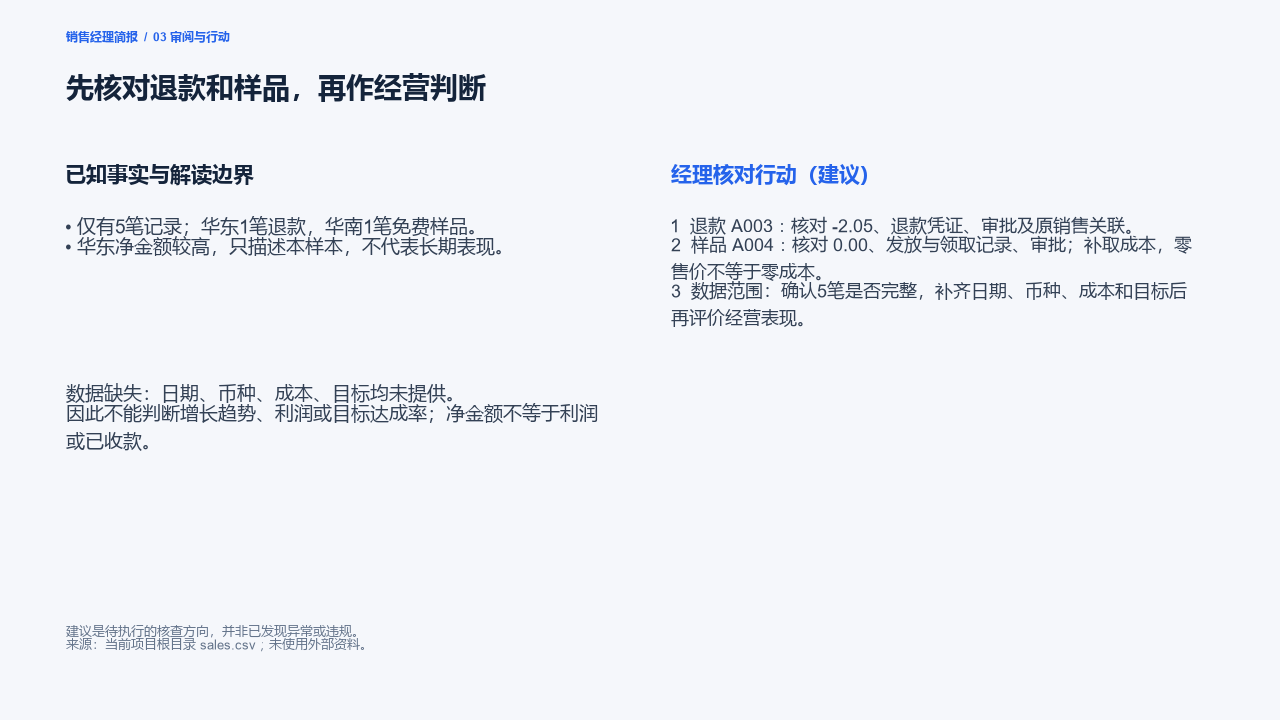 销售经理简报 / 03 审阅与行动
先核对退款和样品，再作经营判断
已知事实与解读边界
• 仅有5笔记录；华东1笔退款，华南1笔免费样品。
• 华东净金额较高，只描述本样本，不代表长期表现。
数据缺失：日期、币种、成本、目标均未提供。
因此不能判断增长趋势、利润或目标达成率；净金额不等于利润
或已收款。
经理核对行动（建议）
1 退款 A003：核对 -2.05、退款凭证、审批及原销售关联。
2 样品 A004：核对 0.00、发放与领取记录、审批；补取成本，零
售价不等于零成本。
3 数据范围：确认5笔是否完整，补齐日期、币种、成本和目标后
再评价经营表现。
建议是待执行的核查方向，并非已发现异常或违规。
来源：当前项目根目录 sales.csv；未使用外部资料。